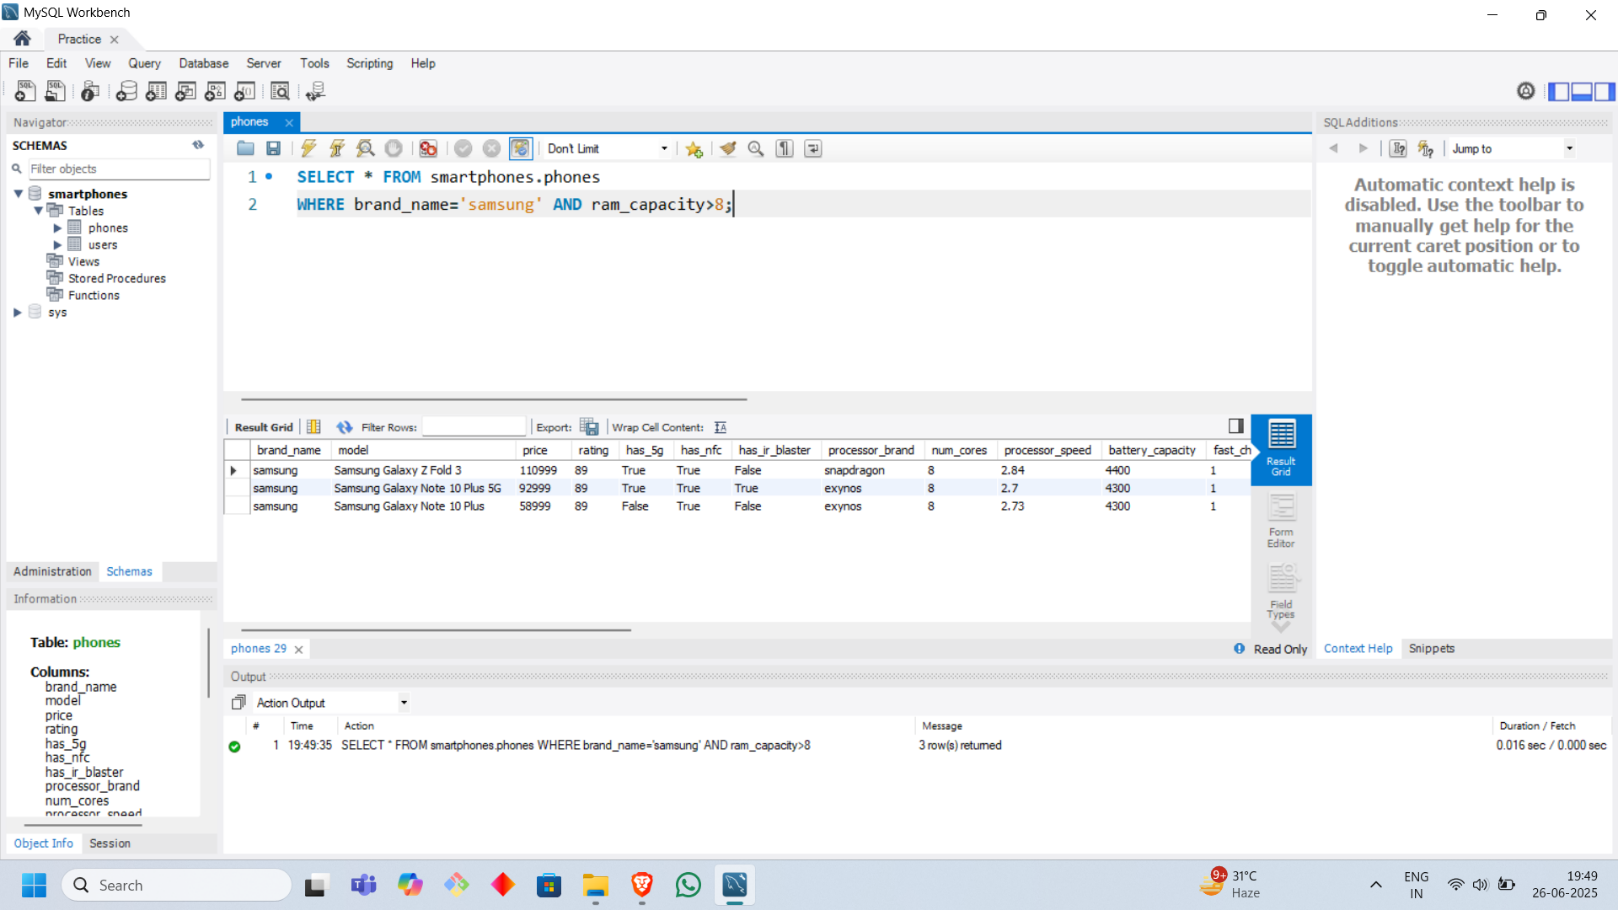 MySQL Workbench
Practice
File Edit View Query Database Server Tools Scripting Help
Navigator
SCHEMAS
Filter objects
smartphones
Tables
phones
users
Views
Stored Procedures
Functions
sys
Administration Schemas
Information
Table: phones
Columns:
brand_name
model
price
rating
has_5g
has_nfc
has_ir_blaster
processor_brand
num_cores
processor_speed
Object Info Session
phones
Don't Limit
1 SELECT * FROM smartphones.phones
2 WHERE brand_name='samsung' AND ram_capacity>8;
Result Grid Filter Rows: Export: Wrap Cell Content:
brand_name model price rating has_5g has_nfc has_ir_blaster processor_brand num_cores processor_speed battery_capacity fast_ch
samsung Samsung Galaxy Z Fold 3 110999 89 True True False snapdragon 8 2.84 4400 1
samsung Samsung Galaxy Note 10 Plus 5G 92999 89 True True True exynos 8 2.7 4300 1
samsung Samsung Galaxy Note 10 Plus 58999 89 False True False exynos 8 2.73 4300 1
Result
Grid
Form
Editor
Field
Types
phones 29
Read Only
Output
Action Output
# Time Action Message Duration / Fetch
1 19:49:35 SELECT * FROM smartphones.phones WHERE brand_name='samsung' AND ram_capacity>8 3 row(s) returned 0.016 sec / 0.000 sec
SQLAdditions
Jump to
Automatic context help is
disabled. Use the toolbar to
manually get help for the
current caret position or to
toggle automatic help.
Context Help Snippets
Search
9+
31°C
Haze
ENG
IN
19:49
26-06-2025